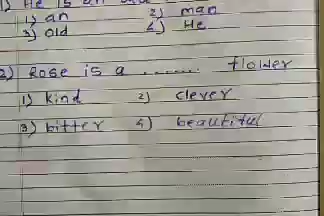 1) He is an old
1) an 2) man
3) old 4) He
2) Rose is a ....... flower
1) kind 2) clever
3) bitter 4) beautiful